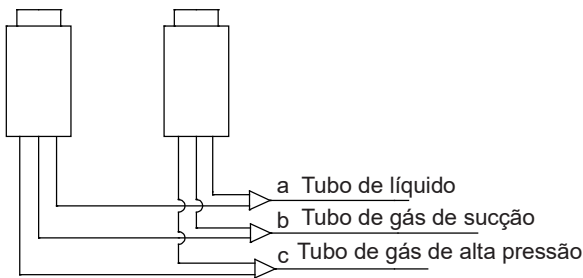 a Tubo de líquido
b Tubo de gás de sucção
c Tubo de gás de alta pressão